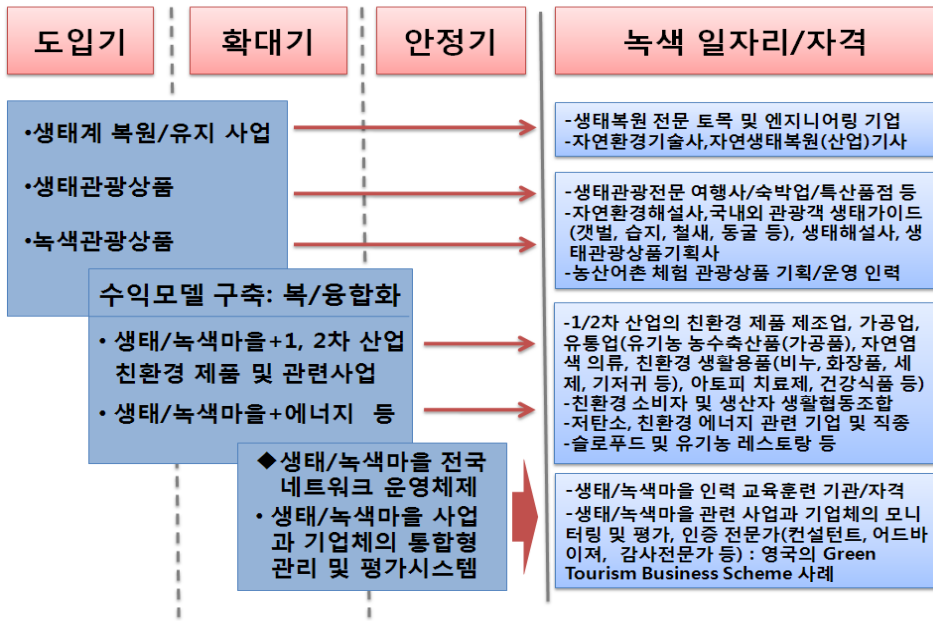 도입기
확대기
안정기
녹색 일자리/자격
•생태계 복원/유지 사업
•생태관광상품
•녹색관광상품
-생태복원 전문 토목 및 엔지니어링 기업
-자연환경기술사,자연생태복원(산업)기사
-생태관광전문 여행사/숙박업/특산품점 등
-자연환경해설사,국내외 관광객 생태가이드
(갯벌, 습지, 철새, 동굴 등), 생태해설사, 생
태관광상품기획사
-농산어촌 체험 관광상품 기획/운영 인력
수익모델 구축: 복/융합화
• 생태/녹색마을+1, 2차 산업
친환경 제품 및 관련사업
• 생태/녹색마을+에너지 등
-1/2차 산업의 친환경 제품 제조업, 가공업,
유통업(유기농 농수축산품(가공품), 자연염
색 의류, 친환경 생활용품(비누, 화장품, 세
제, 기저귀 등), 아토피 치료제, 건강식품 등)
-친환경 소비자 및 생산자 생활협동조합
-저탄소, 친환경 에너지 관련 기업 및 직종
-슬로푸드 및 유기농 레스토랑 등
◆생태/녹색마을 전국
네트워크 운영체제
• 생태/녹색마을 사업
과 기업체의 통합형
관리 및 평가시스템
-생태/녹색마을 인력 교육훈련 기관/자격
-생태/녹색마을 관련 사업과 기업체의 모니
터링 및 평가, 인증 전문가(컨설턴트, 어드바
이져, 감사전문가 등) : 영국의 Green
Tourism Business Scheme 사례